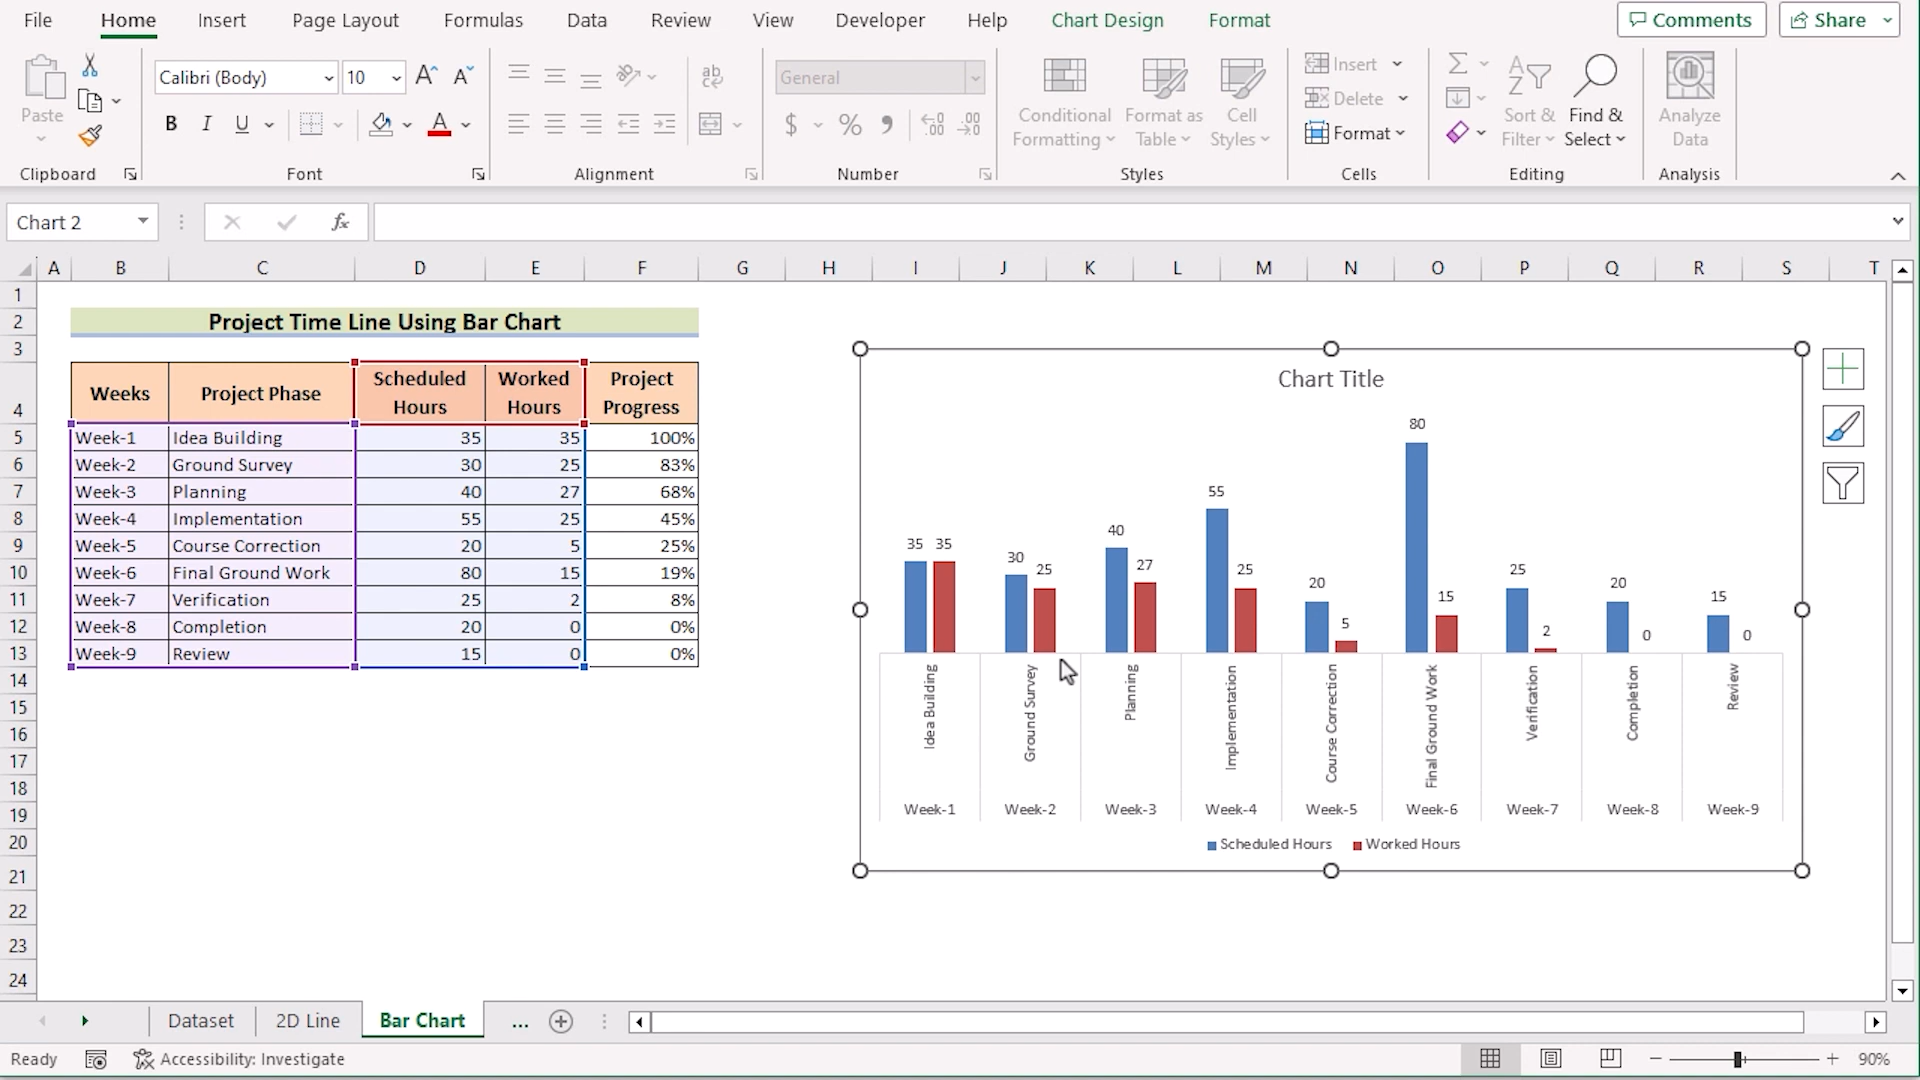 File Home Insert Page Layout Formulas Data Review View Developer Help Chart Design Format Comments Share
Paste Calibri (Body) 10 A A ab General Conditional Formatting Format as Table Cell Styles Insert Delete Format Sort & Filter Find & Select Analyze Data
B I U A $ % 9
Clipboard Font Alignment Number Styles Cells Editing Analysis
Chart 2 fx
A B C D E F G H I J K L M N O P Q R S T
1
2 Project Time Line Using Bar Chart
3
4 Weeks Project Phase Scheduled Hours Worked Hours Project Progress
5 Week-1 Idea Building 35 35 100%
6 Week-2 Ground Survey 30 25 83%
7 Week-3 Planning 40 27 68%
8 Week-4 Implementation 55 25 45%
9 Week-5 Course Correction 20 5 25%
10 Week-6 Final Ground Work 80 15 19%
11 Week-7 Verification 25 2 8%
12 Week-8 Completion 20 0 0%
13 Week-9 Review 15 0 0%
14
15
16
17
18
19
20
21
22
23
24
Chart Title
35 35 30 25 40 27 55 25 20 5 80 15 25 2 20 0 15 0
Idea Building Ground Survey Planning Implementation Course Correction Final Ground Work Verification Completion Review
Week-1 Week-2 Week-3 Week-4 Week-5 Week-6 Week-7 Week-8 Week-9
Scheduled Hours Worked Hours
Dataset 2D Line Bar Chart ...
Ready Accessibility: Investigate 90%